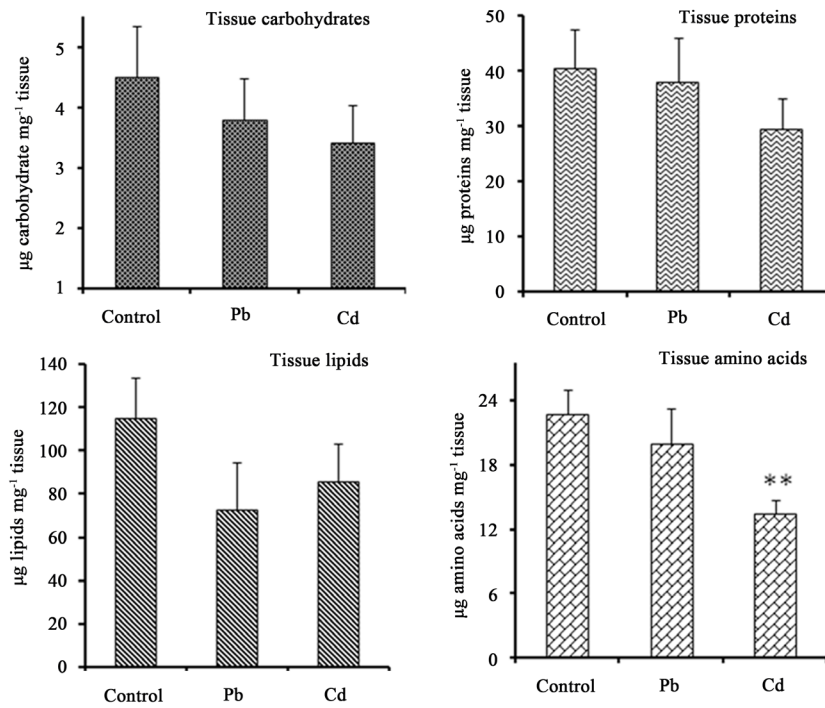 Tissue carbohydrates
µg carbohydrate mg⁻¹ tissue
5
4
3
2
1
Control Pb Cd
Tissue proteins
µg proteins mg⁻¹ tissue
50
40
30
20
10
0
Control Pb Cd
Tissue lipids
µg lipids mg⁻¹ tissue
140
120
100
80
60
40
20
0
Control Pb Cd
Tissue amino acids
µg amino acids mg⁻¹ tissue
24
18
12
6
0
**
Control Pb Cd